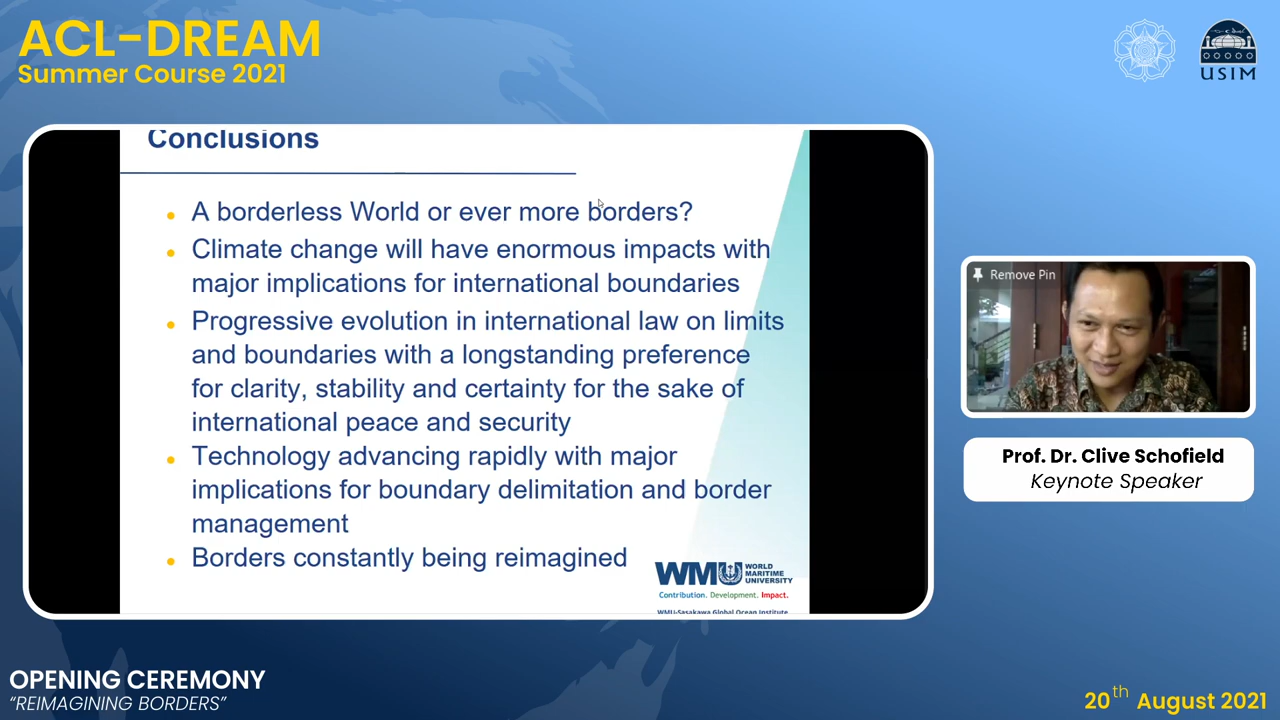 ACL-DREAM
Summer Course 2021
USIM
Conclusions
A borderless World or ever more borders?
Climate change will have enormous impacts with
major implications for international boundaries
Progressive evolution in international law on limits
and boundaries with a longstanding preference
for clarity, stability and certainty for the sake of
international peace and security
Technology advancing rapidly with major
implications for boundary delimitation and border
management
Borders constantly being reimagined
WMU WORLD
MARITIME
UNIVERSITY
Contribution. Development. Impact.
WMU-Sasakawa Global Ocean Institute
Remove Pin
Prof. Dr. Clive Schofield
Keynote Speaker
OPENING CEREMONY
“REIMAGING BORDERS”
20th August 2021